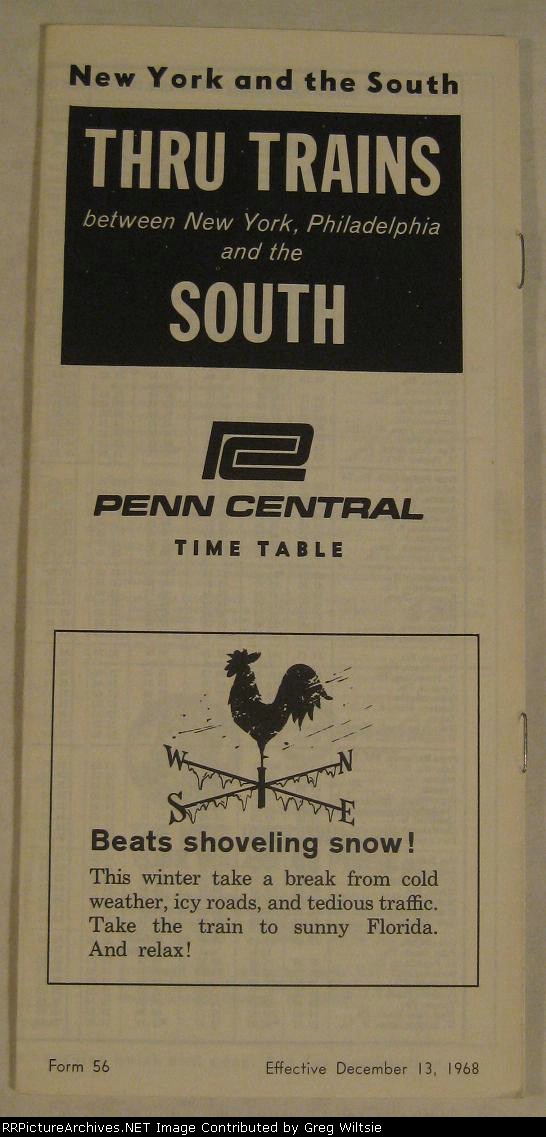 New York and the South
THRU TRAINS
between New York, Philadelphia
and the
SOUTH
PENN CENTRAL
TIME TABLE
W N
S E
Beats shoveling snow!
This winter take a break from cold
weather, icy roads, and tedious traffic.
Take the train to sunny Florida.
And relax!
Form 56 Effective December 13, 1968
RRPictureArchives.NET Image Contributed by Greg Wiltsie